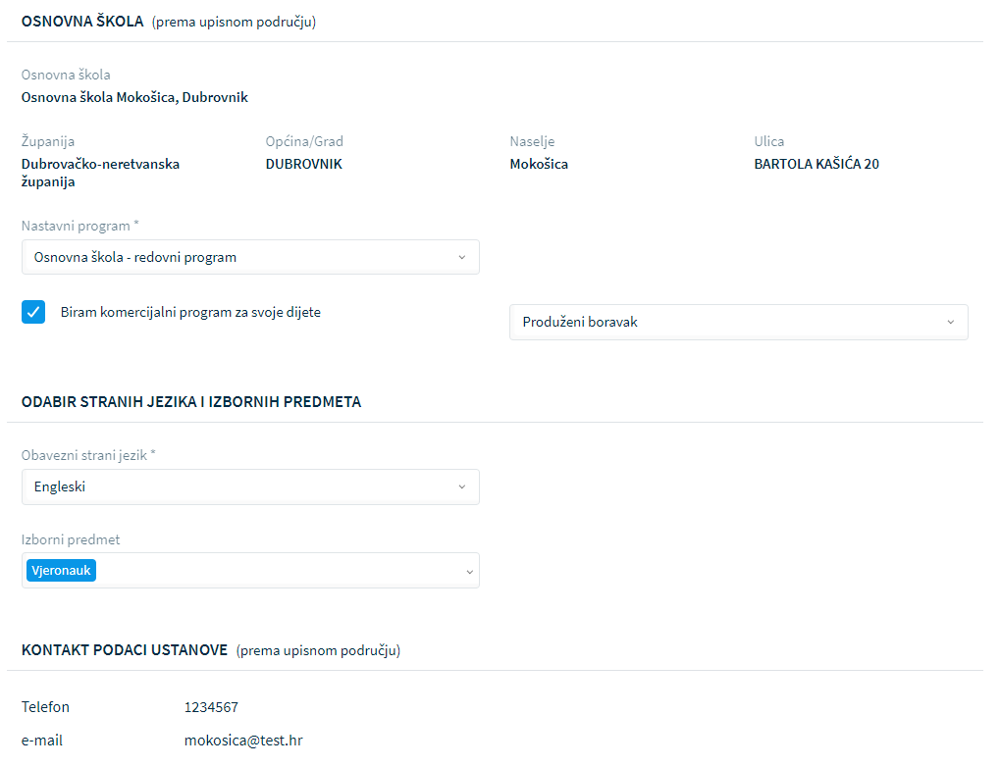 OSNOVNA ŠKOLA (prema upisnom području)
Osnovna škola
Osnovna škola Mokošica, Dubrovnik
Županija Općina/Grad Naselje Ulica
Dubrovačko-neretvanska DUBROVNIK Mokošica BARTOLA KAŠIĆA 20
županija
Nastavni program *
Osnovna škola - redovni program
Biram komercijalni program za svoje dijete
Produženi boravak
ODABIR STRANIH JEZIKA I IZBORNIH PREDMETA
Obavezni strani jezik *
Engleski
Izborni predmet
Vjeronauk
KONTAKT PODACI USTANOVE (prema upisnom području)
Telefon 1234567
e-mail mokosica@test.hr